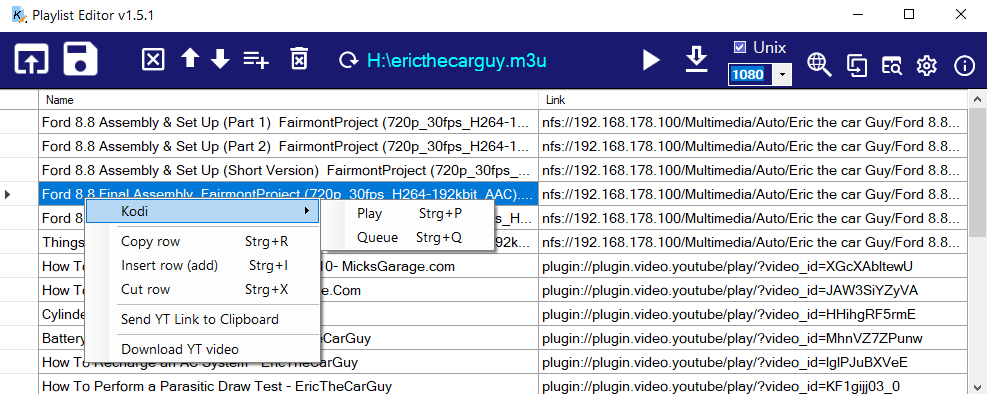 Playlist Editor v1.5.1
H:\ericthecarguy.m3u
Unix
1080
Name Link
Ford 8.8 Assembly & Set Up (Part 1) FairmontProject (720p_30fps_H264-1... nfs://192.168.178.100/Multimedia/Auto/Eric the car Guy/Ford 8.8...
Ford 8.8 Assembly & Set Up (Part 2) FairmontProject (720p_30fps_H264-1... nfs://192.168.178.100/Multimedia/Auto/Eric the car Guy/Ford 8.8...
Ford 8.8 Assembly & Set Up (Short Version) FairmontProject (720p_30fps_... nfs://192.168.178.100/Multimedia/Auto/Eric the car Guy/Ford 8.8...
Ford 8.8 Final Assembly FairmontProject (720p_30fps_H264-192kbit_AAC).... nfs://192.168.178.100/Multimedia/Auto/Eric the car Guy/Ford 8.8...
Ford 8 ps_H... nfs://192.168.178.100/Multimedia/Auto/Eric the car Guy/Ford 8.8...
Things 92k... nfs://192.168.178.100/Multimedia/Auto/Eric the car Guy/Ford 8.8...
How To 10- MicksGarage.com plugin://plugin.video.youtube/play/?video_id=XGcXAbltewU
How To e.Com plugin://plugin.video.youtube/play/?video_id=JAW3SiYZyVA
Cylinde plugin://plugin.video.youtube/play/?video_id=HHihgRF5rmE
Battery heCarGuy plugin://plugin.video.youtube/play/?video_id=MhnVZ7ZPunw
How To Recharge an AC System - EricTheCarGuy plugin://plugin.video.youtube/play/?video_id=IglPJuBXVeE
How To Perform a Parasitic Draw Test - EricTheCarGuy plugin://plugin.video.youtube/play/?video_id=KF1gijj03_0
Kodi
Copy row Strg+R
Insert row (add) Strg+I
Cut row Strg+X
Send YT Link to Clipboard
Download YT video
Play Strg+P
Queue Strg+Q